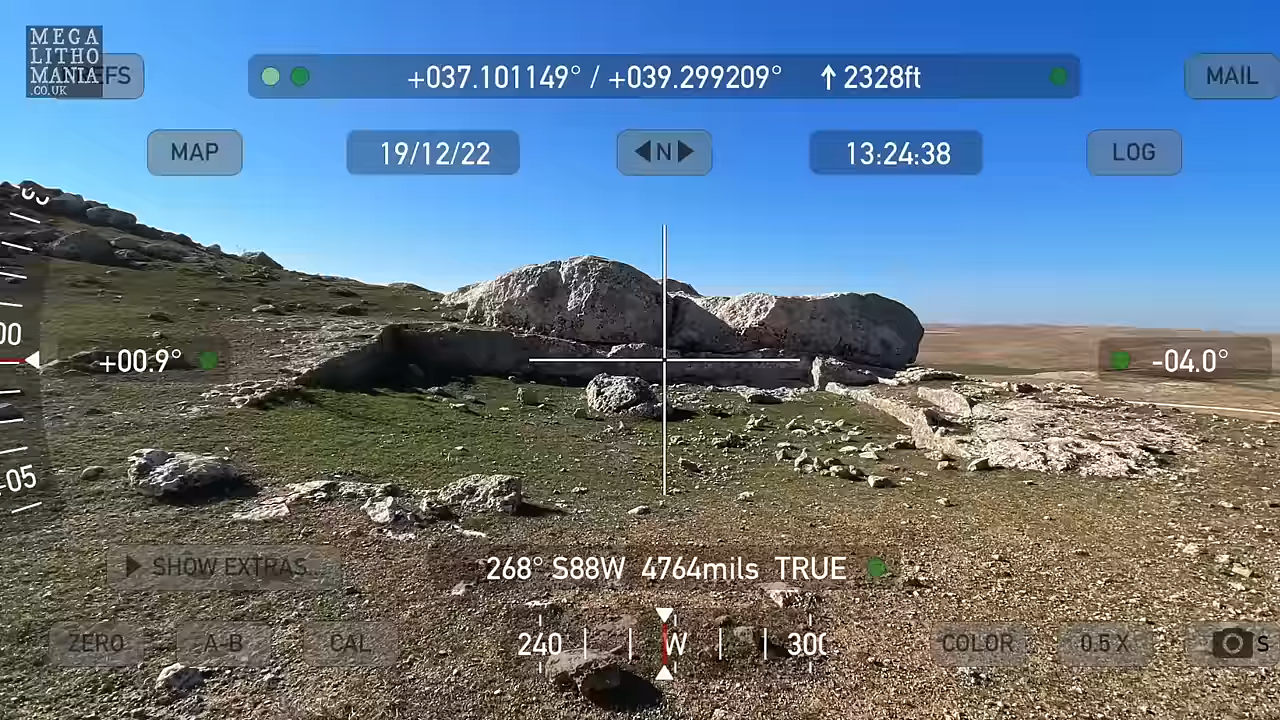 MEGA
LITHO
MANIA
.CO.UK
+037.101149° / +039.299209° ↑ 2328ft
MAIL
MAP
19/12/22
N
13:24:38
LOG
+00.9°
-04.0°
-05
SHOW EXTRAS...
268° S88W 4764mils TRUE
ZERO
A-B
CAL
240
W
300
COLOR
0.5 X
S